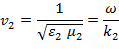 v₂ = 1/√(ε₂ μ₂) = ω/k₂